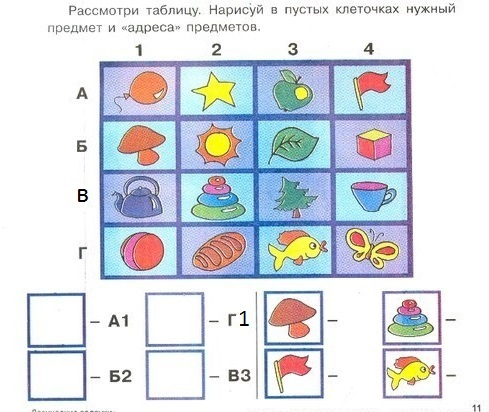 Рассмотри таблицу. Нарисуй в пустых клеточках нужный
предмет и «адреса» предметов.
1 2 3 4
А
Б
В
Г
– А1 – Г1 – –
– Б2 – В3 – –
11